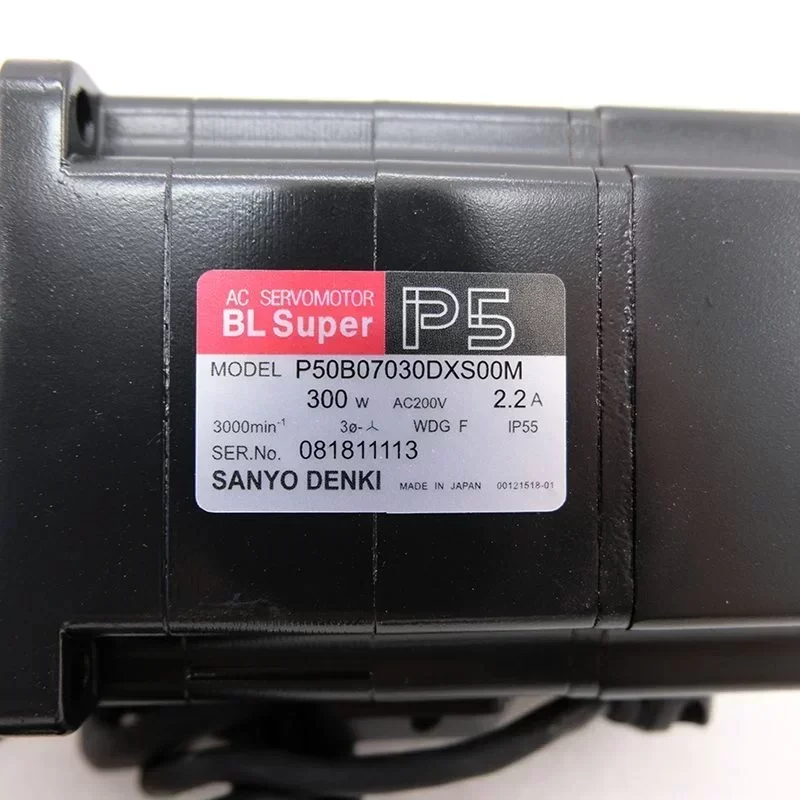 AC SERVOMOTOR
BL Super P5
MODEL P50B07030DXS00M
300 W AC200V 2.2 A
3000min⁻¹ 3ø-⅄ WDG F IP55
SER.No. 081811113
SANYO DENKI MADE IN JAPAN 00121518-01